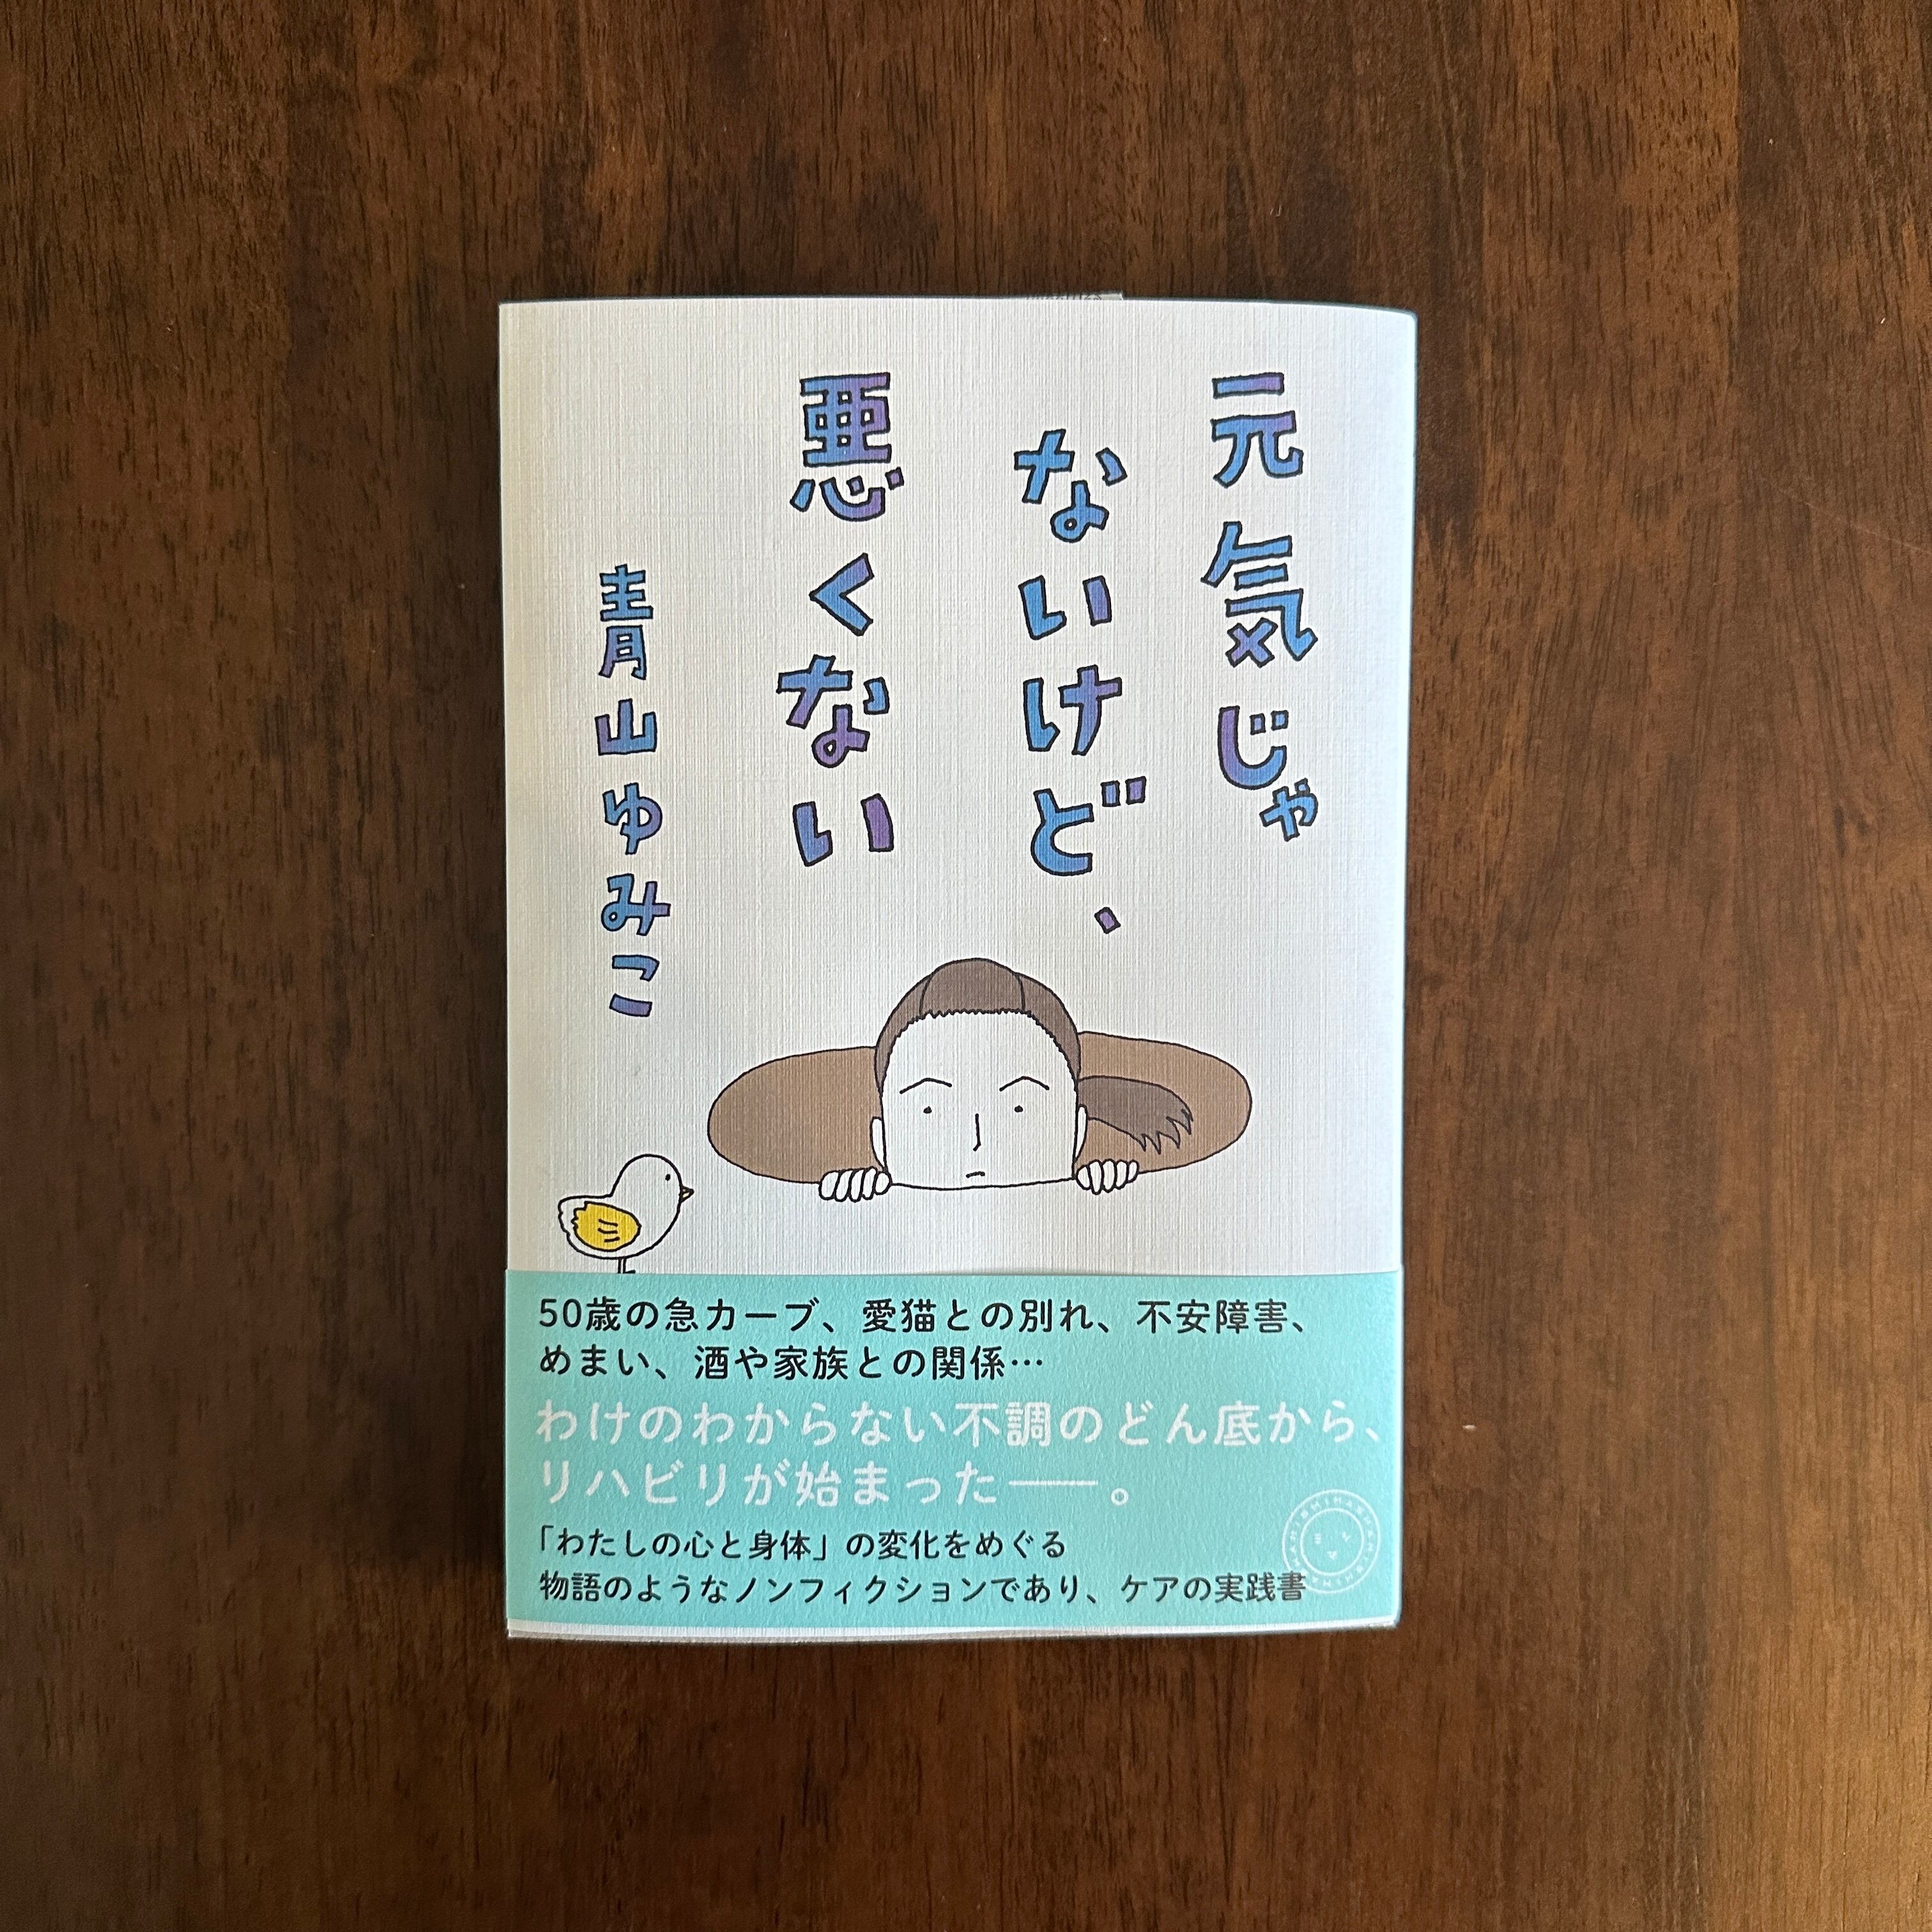 元気じゃ
ないけど、
悪くない
青山ゆみこ
50歳の急カーブ、愛猫との別れ、不安障害、
めまい、酒や家族との関係…
わけのわからない不調のどん底から、
リハビリが始まった――。
「わたしの心と身体」の変化をめぐる
物語のようなノンフィクションであり、ケアの実践書